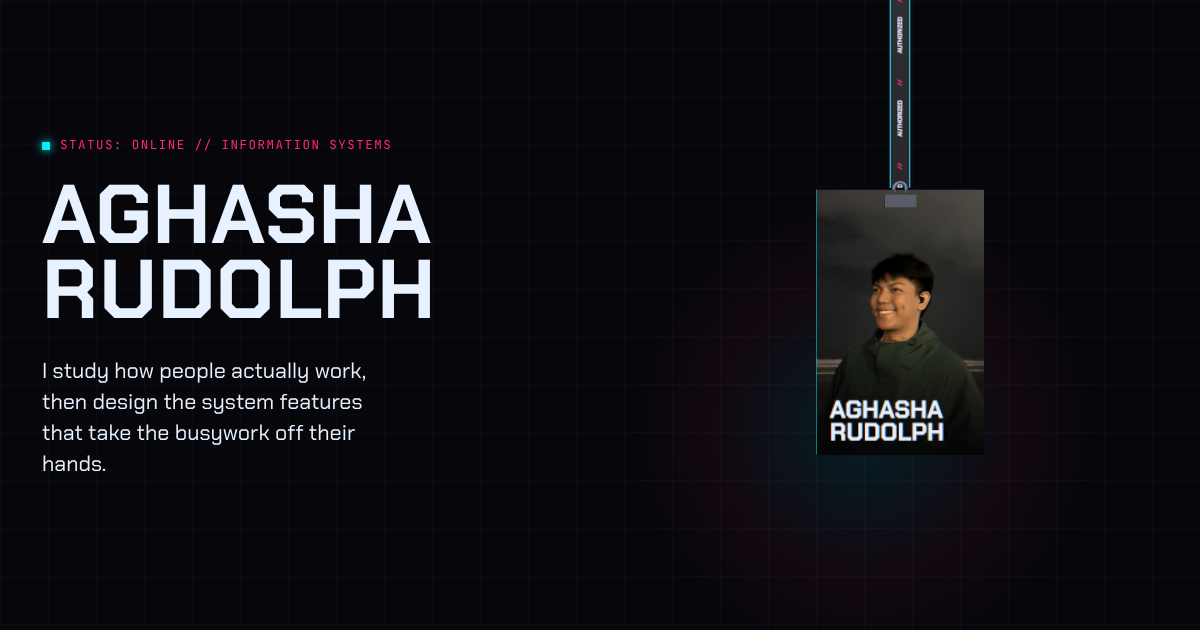 AUTHORIZED
//
AUTHORIZED
//
STATUS: ONLINE // INFORMATION SYSTEMS
AGHASHA
RUDOLPH
I study how people actually work,
then design the system features
that take the busywork off their
hands.
AGHASHA
RUDOLPH